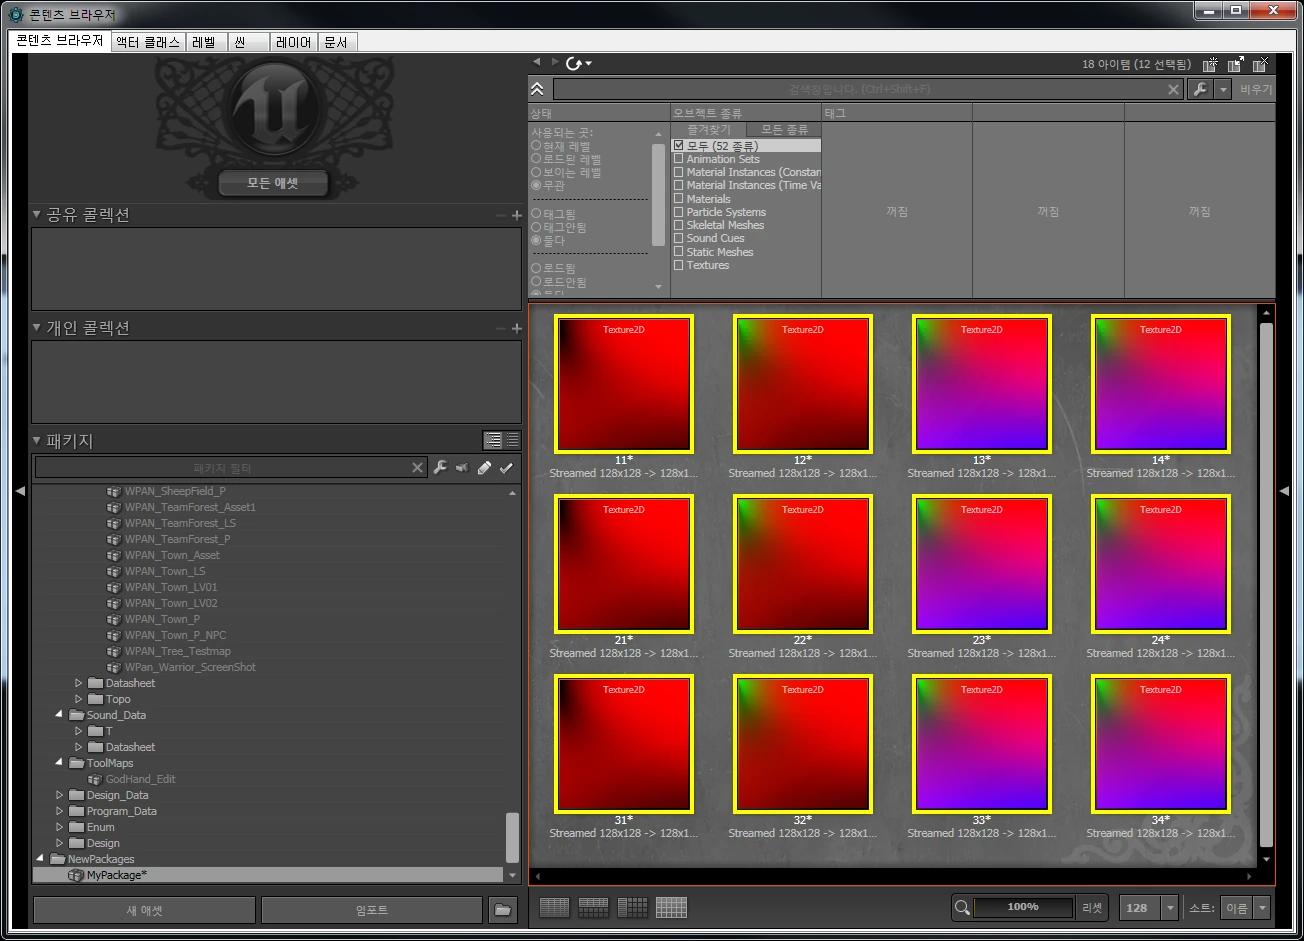 콘텐츠 브라우저
콘텐츠 브라우저 액터 클래스 레벨 씬 레이어 문서
모든 애셋
공유 콜렉션
개인 콜렉션
패키지
패키지 필터
WPAN_SheepField_P
WPAN_TeamForest_Asset1
WPAN_TeamForest_LS
WPAN_TeamForest_P
WPAN_Town_Asset
WPAN_Town_LS
WPAN_Town_LV01
WPAN_Town_LV02
WPAN_Town_P
WPAN_Town_P_NPC
WPAN_Tree_Testmap
WPan_Warrior_ScreenShot
Datasheet
Topo
Sound_Data
T
Datasheet
ToolMaps
GodHand_Edit
Design_Data
Program_Data
Enum
Design
NewPackages
MyPackage*
새 애셋 임포트
18 아이템 (12 선택됨)
검색창입니다. (Ctrl+Shift+F) 비우기
상태 오브젝트 종류 태그
사용되는 곳:
현재 레벨
로드된 레벨
보이는 레벨
무관
태그됨
태그안됨
둘다
로드됨
로드안됨
둘다
즐겨찾기 모든 종류
모두 (52 종류)
Animation Sets
Material Instances (Constan
Material Instances (Time Va
Materials
Particle Systems
Skeletal Meshes
Sound Cues
Static Meshes
Textures
꺼짐 꺼짐 꺼짐
Texture2D Texture2D Texture2D Texture2D
11* 12* 13* 14*
Streamed 128x128 -> 128x1... Streamed 128x128 -> 128x1... Streamed 128x128 -> 128x1... Streamed 128x128 -> 128x1...
Texture2D Texture2D Texture2D Texture2D
21* 22* 23* 24*
Streamed 128x128 -> 128x1... Streamed 128x128 -> 128x1... Streamed 128x128 -> 128x1... Streamed 128x128 -> 128x1...
Texture2D Texture2D Texture2D Texture2D
31* 32* 33* 34*
Streamed 128x128 -> 128x1... Streamed 128x128 -> 128x1... Streamed 128x128 -> 128x1... Streamed 128x128 -> 128x1...
100% 리셋 128 소트: 이름